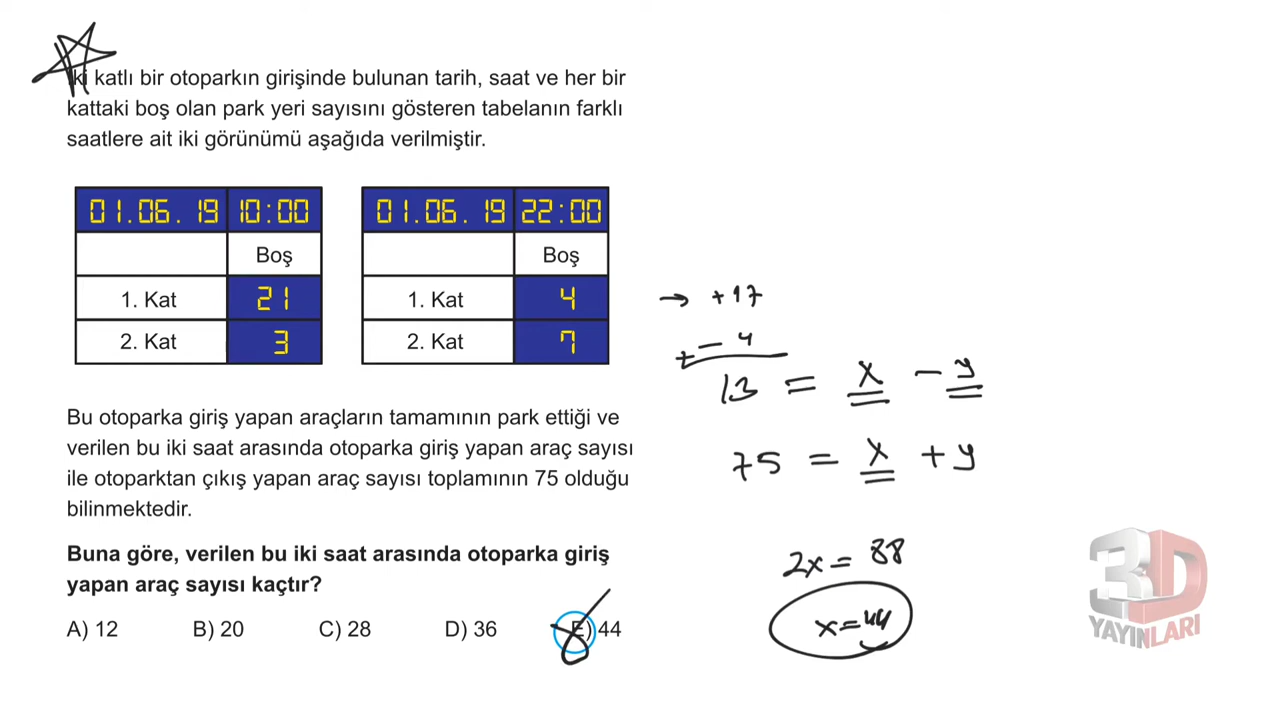 İki katlı bir otoparkın girişinde bulunan tarih, saat ve her bir
kattaki boş olan park yeri sayısını gösteren tabelanın farklı
saatlere ait iki görünümü aşağıda verilmiştir.
01.06.19 10:00
Boş
1. Kat 21
2. Kat 3
01.06.19 22:00
Boş
1. Kat 4
2. Kat 7
→ +17
+ - 4
13 = x - y
75 = x + y
2x = 88
x = 44
Bu otoparka giriş yapan araçların tamamının park ettiği ve
verilen bu iki saat arasında otoparka giriş yapan araç sayısı
ile otoparktan çıkış yapan araç sayısı toplamının 75 olduğu
bilinmektedir.
Buna göre, verilen bu iki saat arasında otoparka giriş
yapan araç sayısı kaçtır?
A) 12 B) 20 C) 28 D) 36 E) 44
3D
YAYINLARI